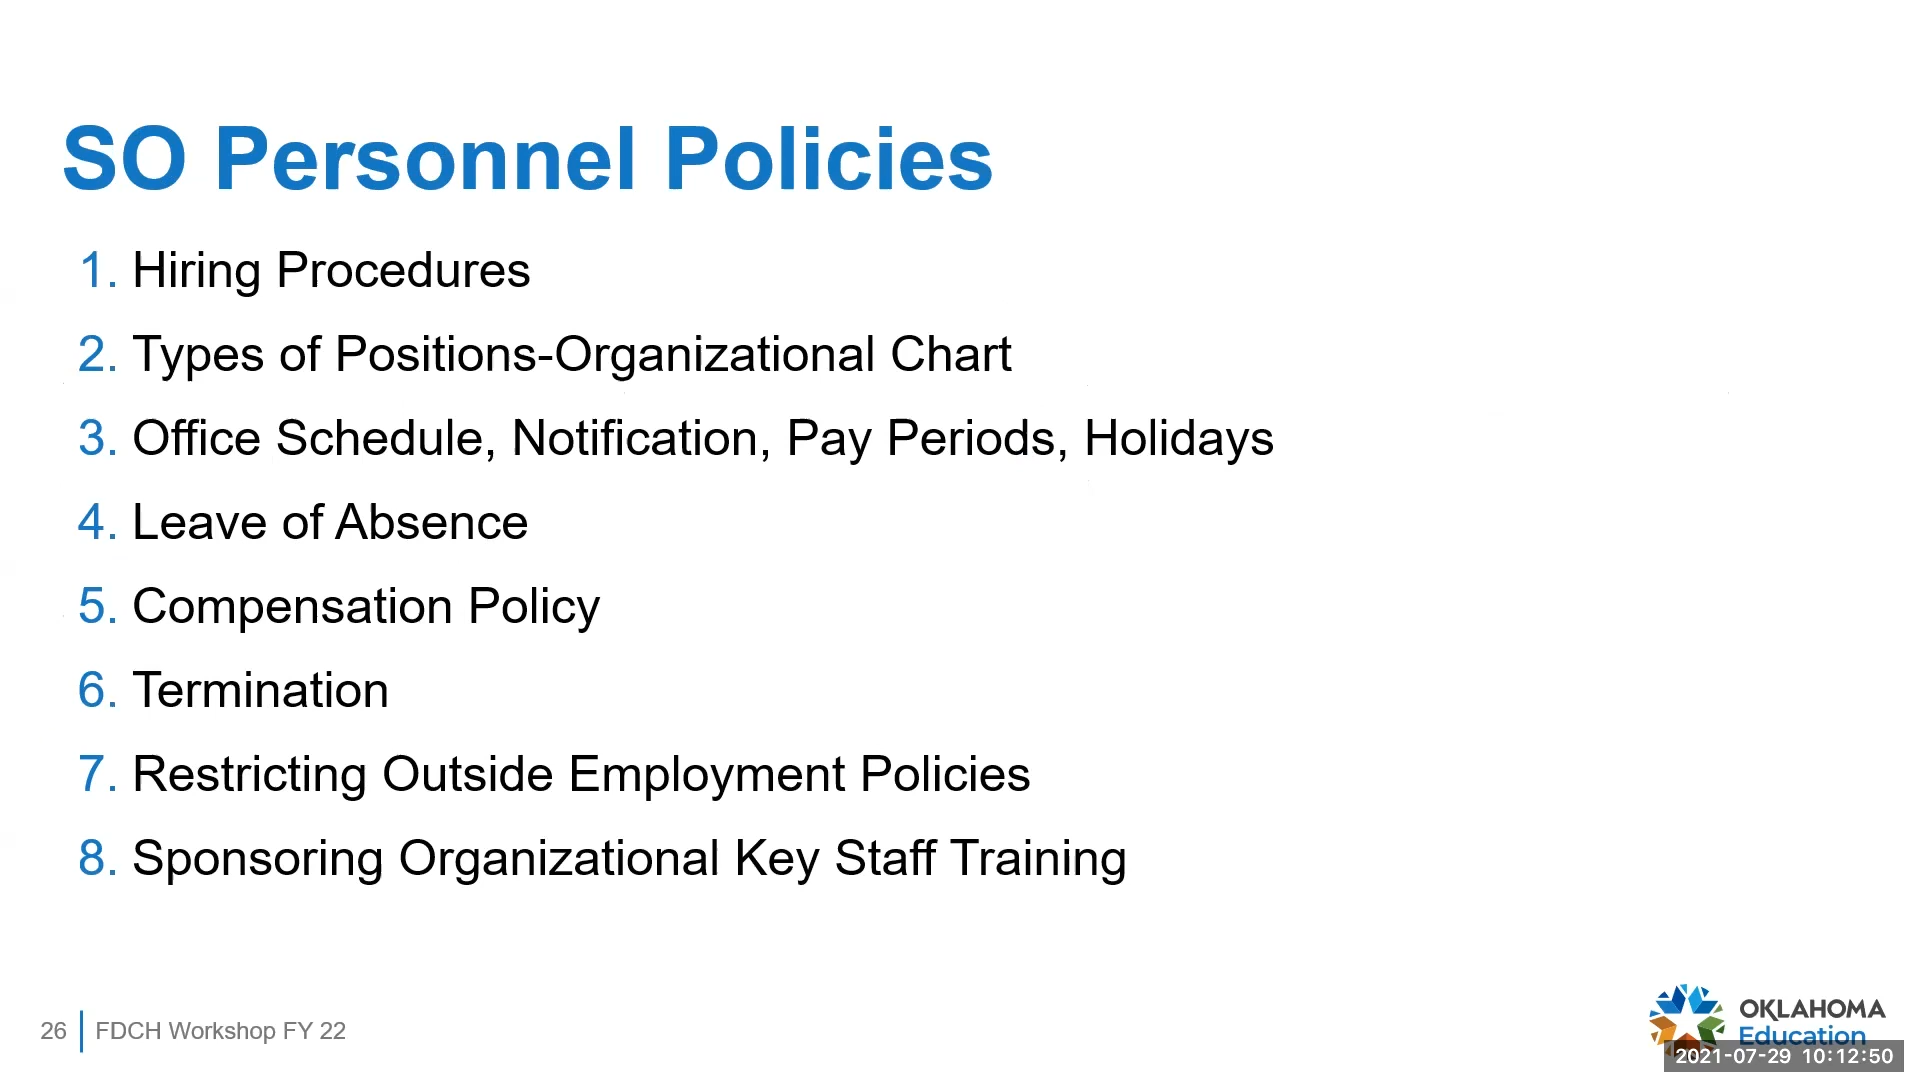 SO Personnel Policies
1. Hiring Procedures
2. Types of Positions-Organizational Chart
3. Office Schedule, Notification, Pay Periods, Holidays
4. Leave of Absence
5. Compensation Policy
6. Termination
7. Restricting Outside Employment Policies
8. Sponsoring Organizational Key Staff Training
26 FDCH Workshop FY 22
OKLAHOMA
Education
2021-07-29 10:12:50